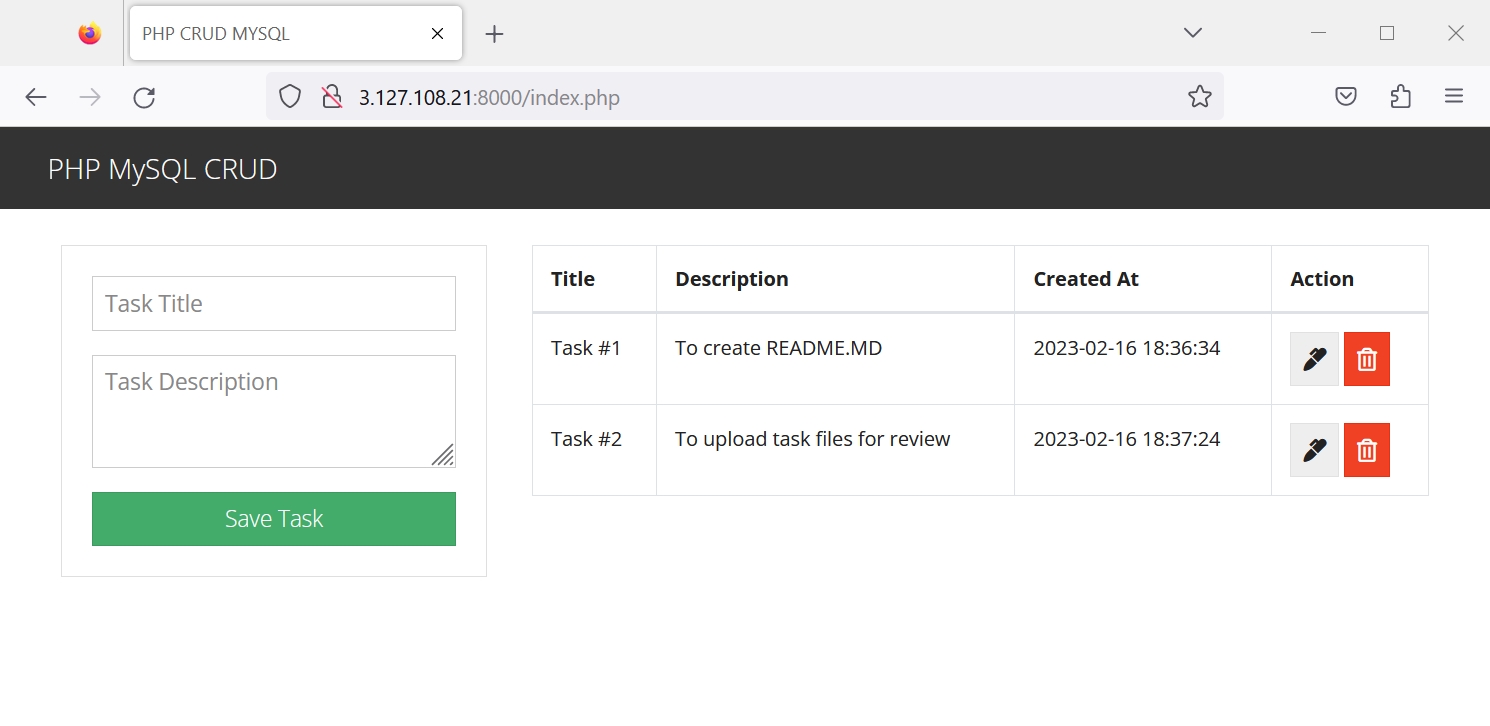 PHP CRUD MYSQL
3.127.108.21:8000/index.php
PHP MySQL CRUD
Task Title
Task Description
Save Task
Title Description Created At Action
Task #1 To create README.MD 2023-02-16 18:36:34
Task #2 To upload task files for review 2023-02-16 18:37:24